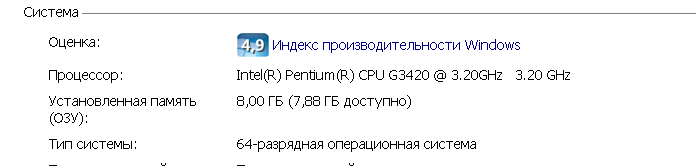 Система
Оценка: 4,9 Индекс производительности Windows
Процессор: Intel(R) Pentium(R) CPU G3420 @ 3.20GHz 3.20 GHz
Установленная память 8,00 ГБ (7,88 ГБ доступно)
(ОЗУ):
Тип системы: 64-разрядная операционная система